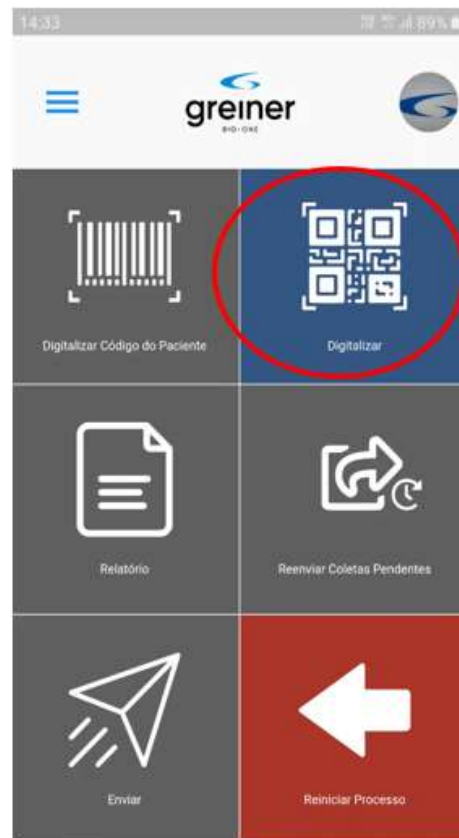 14:33
89%
greiner
BIO-ONE
Digitalizar Código do Paciente
Digitalizar
Relatório
Reenviar Coletas Pendentes
Enviar
Reiniciar Processo